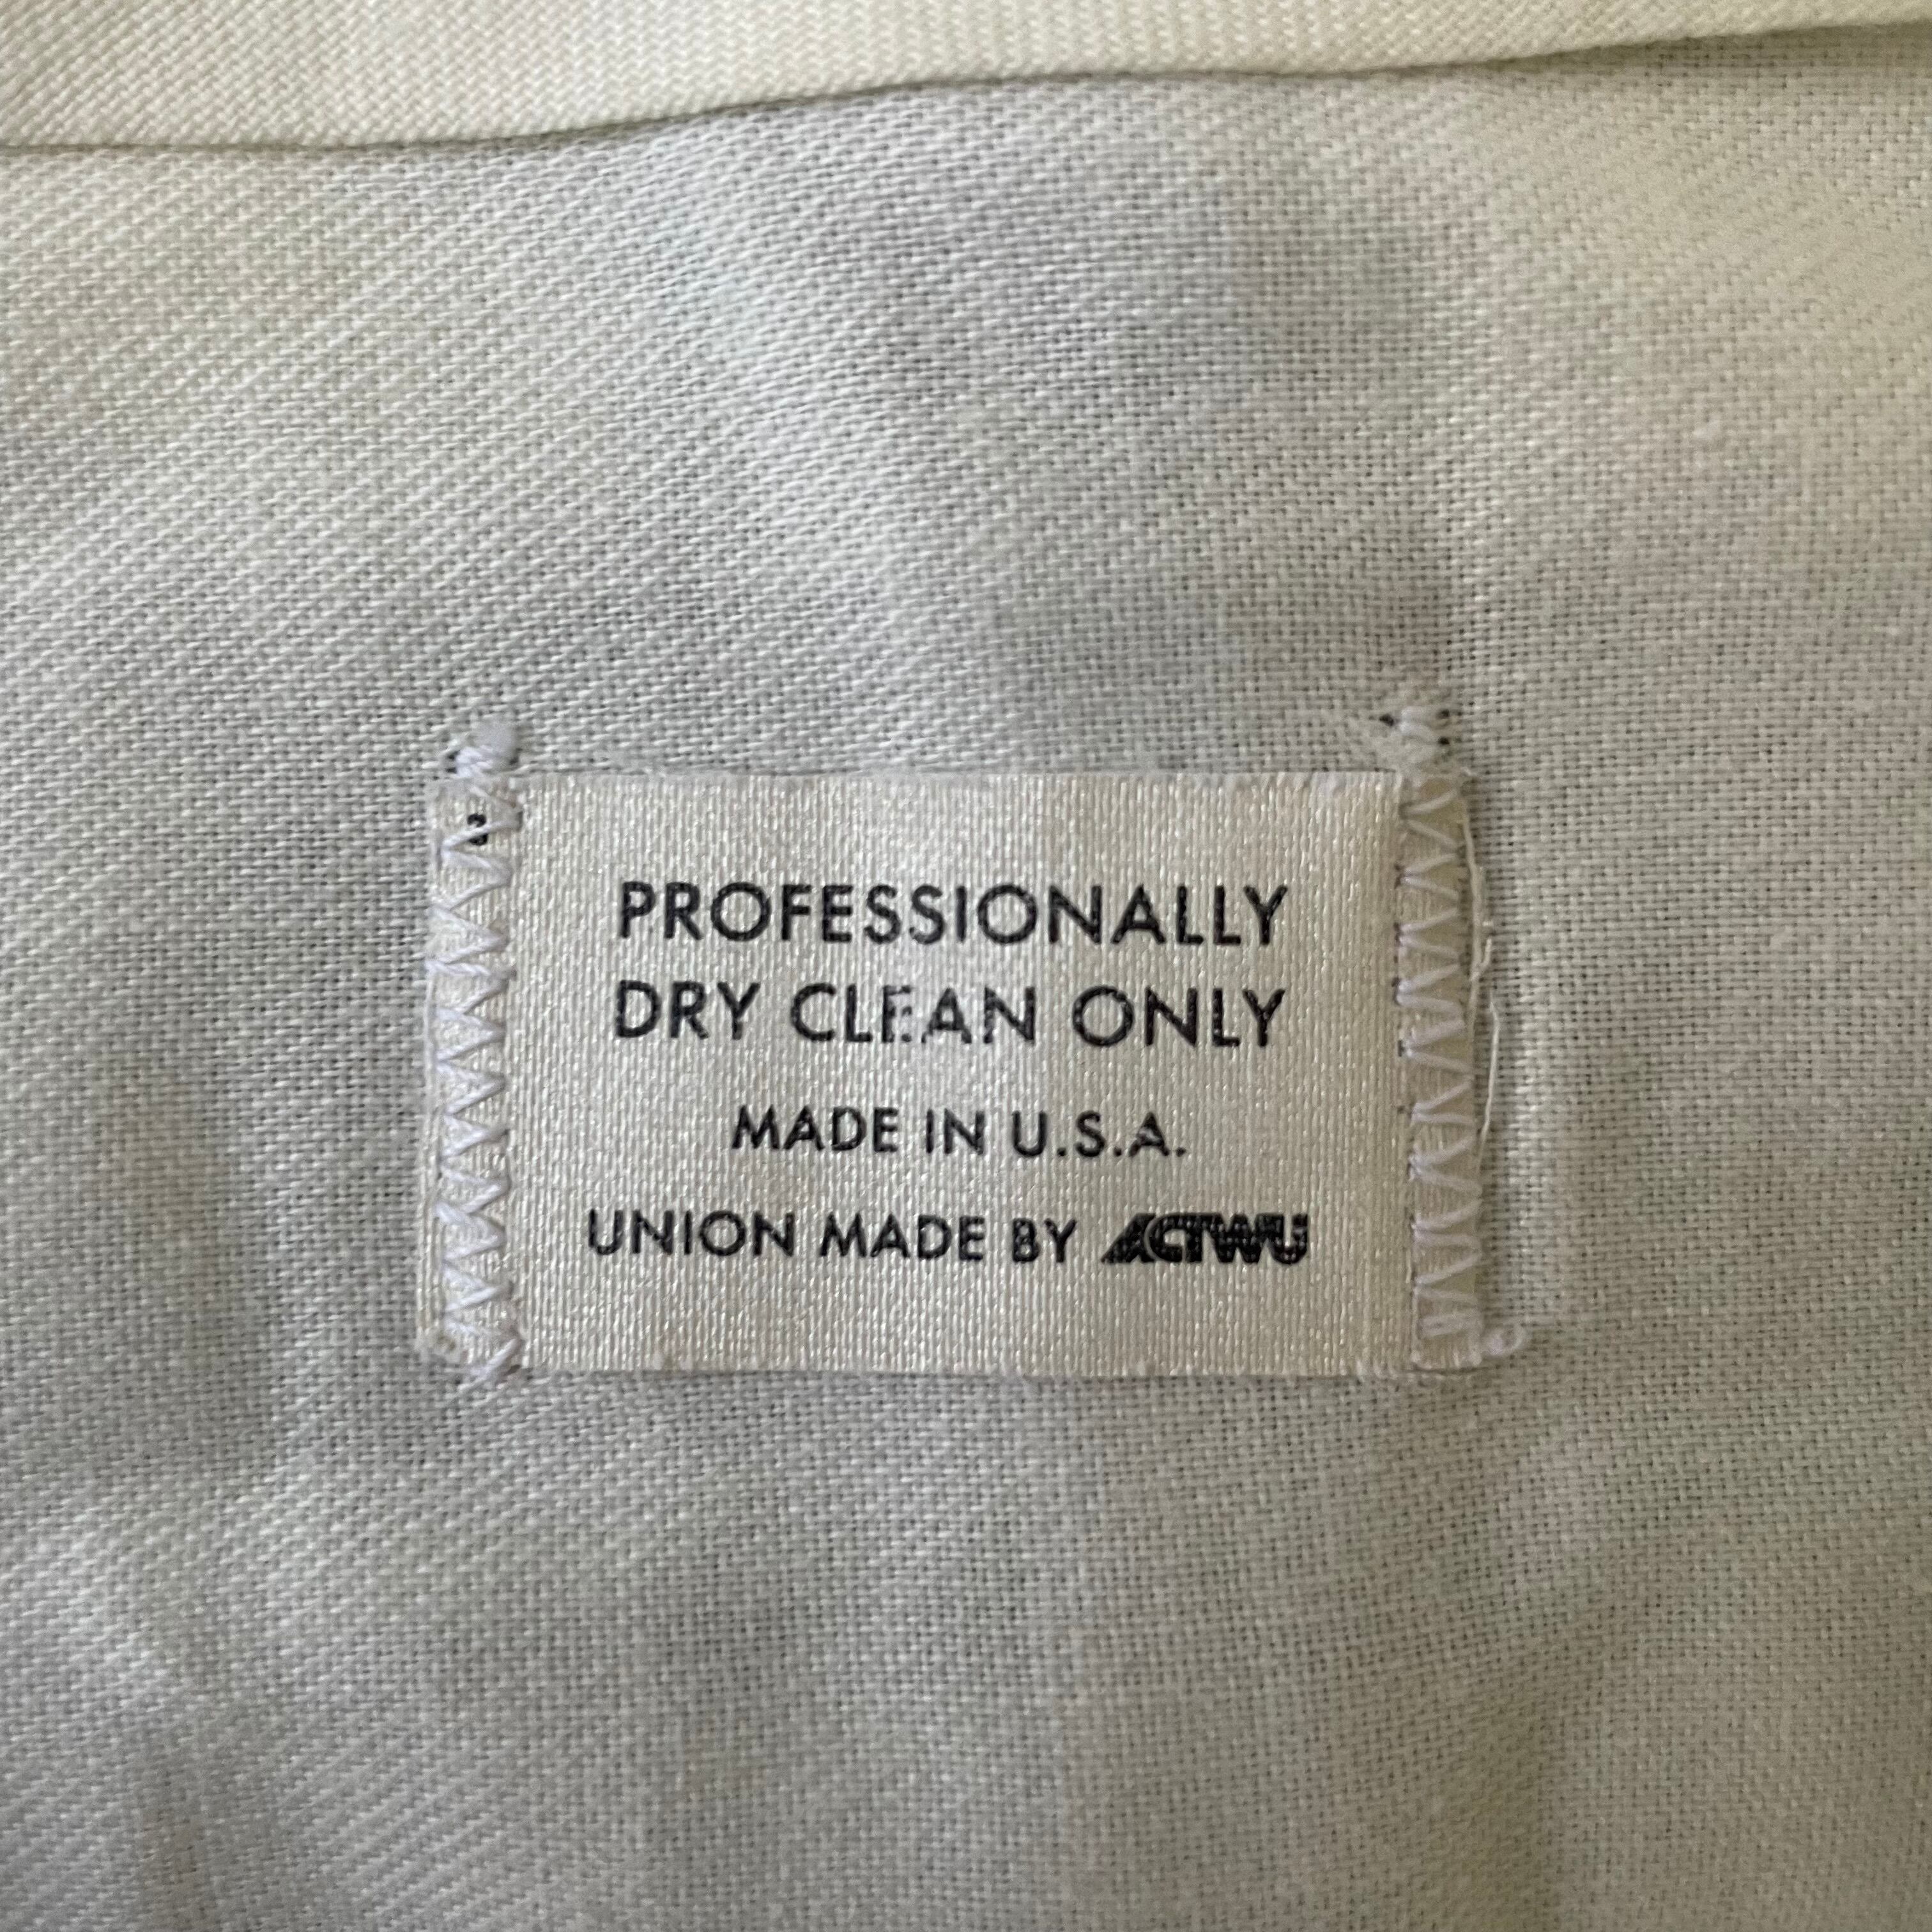 PROFESSIONALLY
DRY CLEAN ONLY
MADE IN U.S.A.
UNION MADE BY ACTWU